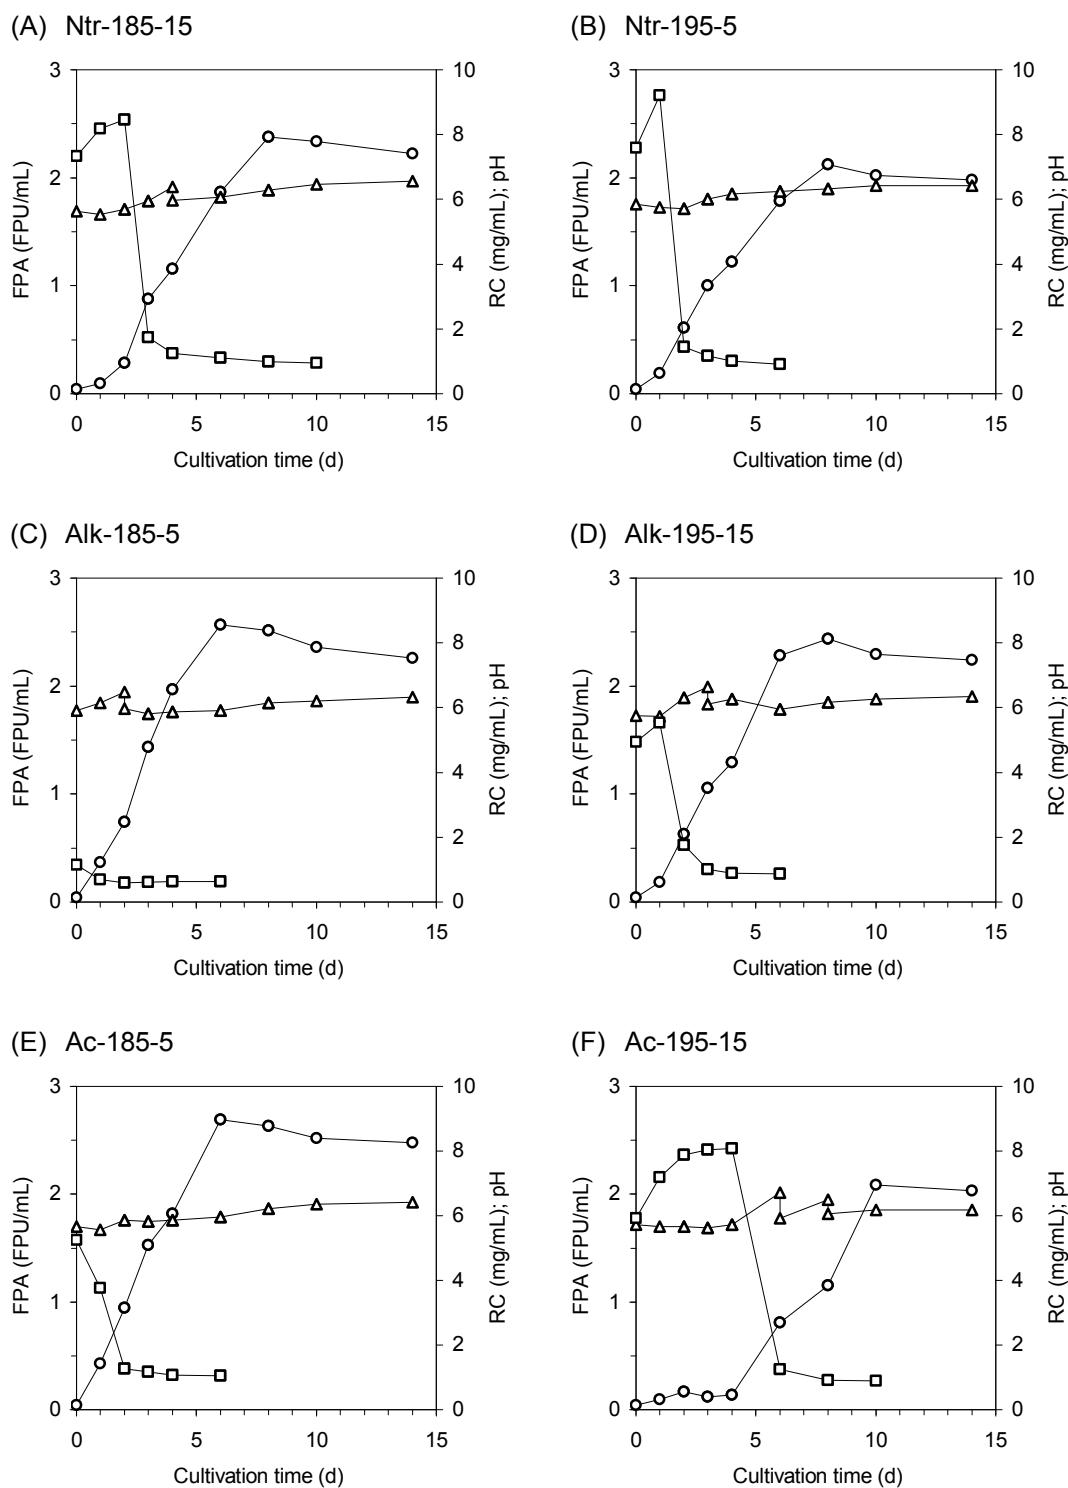 (A) Ntr-185-15
3
2
1
0
FPA (FPU/mL)
10
8
6
4
2
0
RC (mg/mL); pH
0 5 10 15
Cultivation time (d)
(B) Ntr-195-5
3
2
1
0
FPA (FPU/mL)
10
8
6
4
2
0
RC (mg/mL); pH
0 5 10 15
Cultivation time (d)
(C) Alk-185-5
3
2
1
0
FPA (FPU/mL)
10
8
6
4
2
0
RC (mg/mL); pH
0 5 10 15
Cultivation time (d)
(D) Alk-195-15
3
2
1
0
FPA (FPU/mL)
10
8
6
4
2
0
RC (mg/mL); pH
0 5 10 15
Cultivation time (d)
(E) Ac-185-5
3
2
1
0
FPA (FPU/mL)
10
8
6
4
2
0
RC (mg/mL); pH
0 5 10 15
Cultivation time (d)
(F) Ac-195-15
3
2
1
0
FPA (FPU/mL)
10
8
6
4
2
0
RC (mg/mL); pH
0 5 10 15
Cultivation time (d)